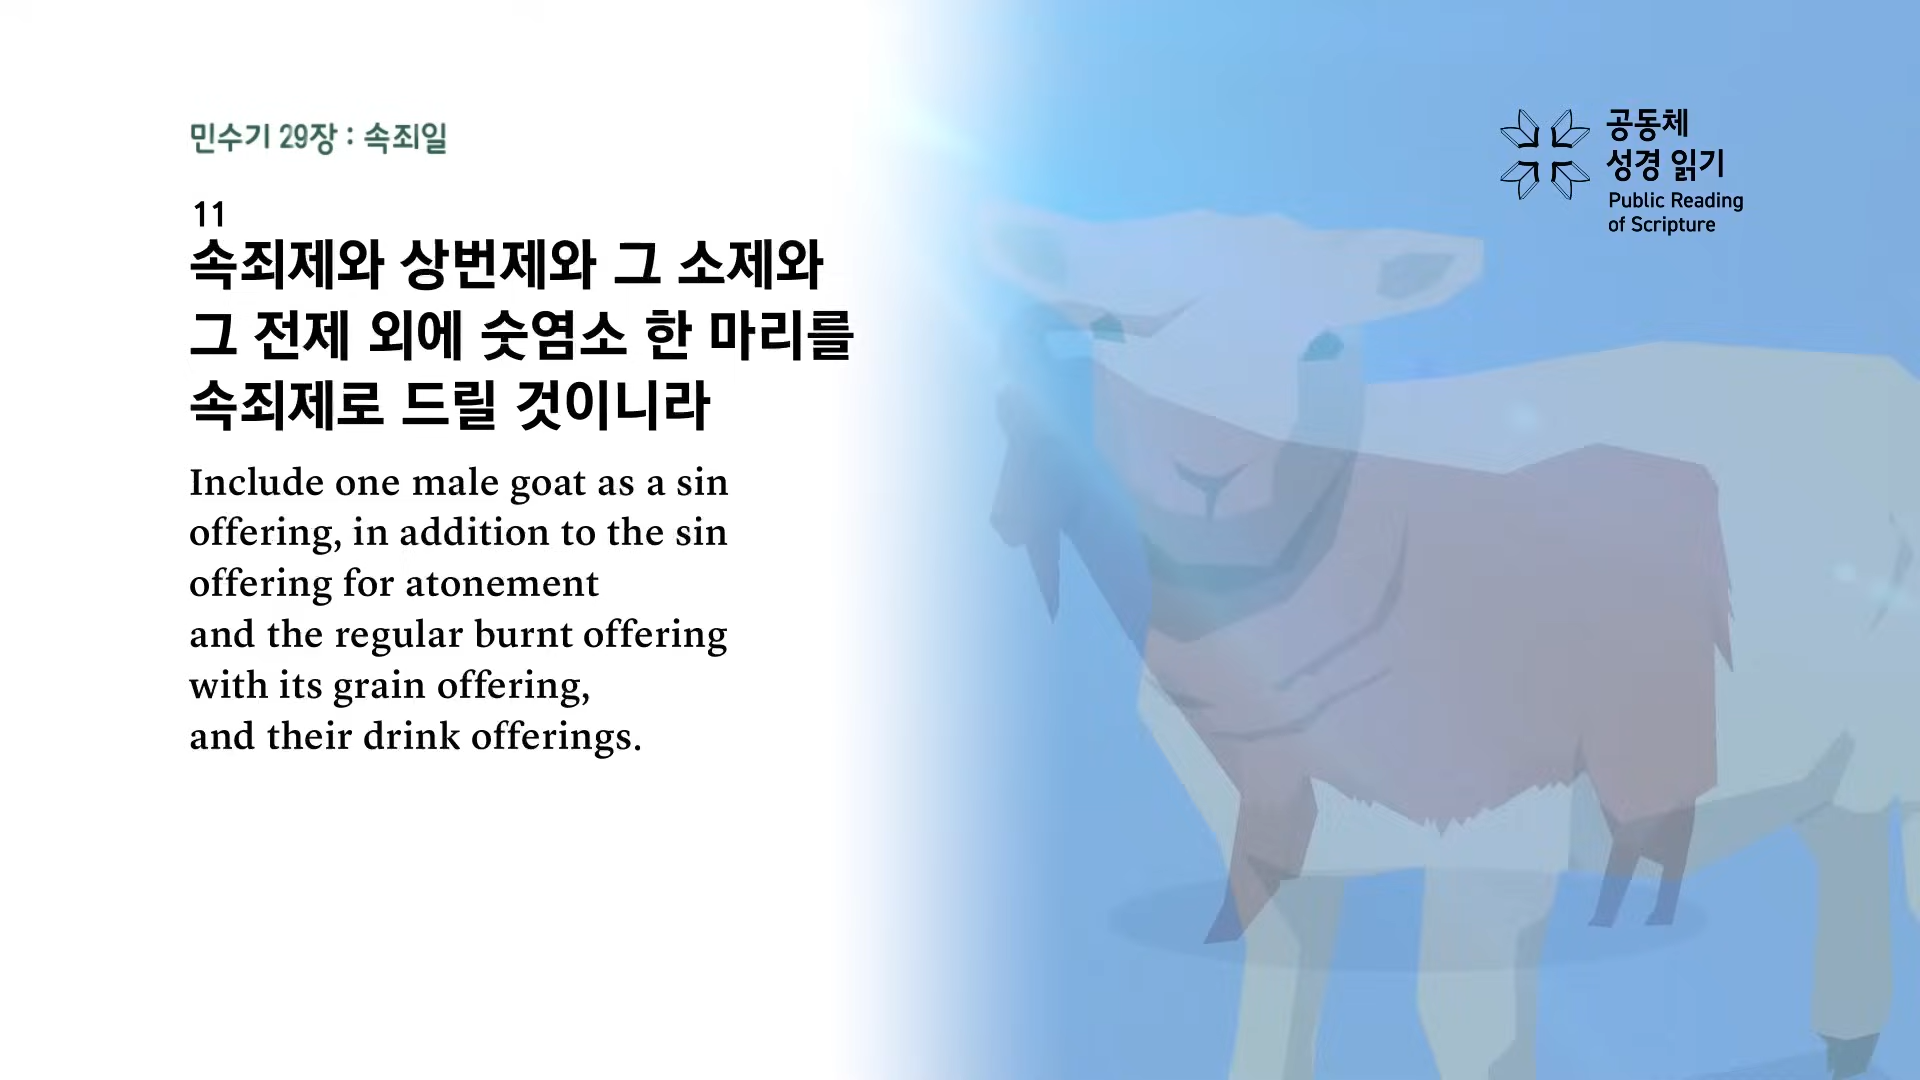 민수기 29장 : 속죄일
11
속죄제와 상번제와 그 소제와
그 전제 외에 숫염소 한 마리를
속죄제로 드릴 것이니라
Include one male goat as a sin
offering, in addition to the sin
offering for atonement
and the regular burnt offering
with its grain offering,
and their drink offerings.
공동체
성경 읽기
Public Reading
of Scripture